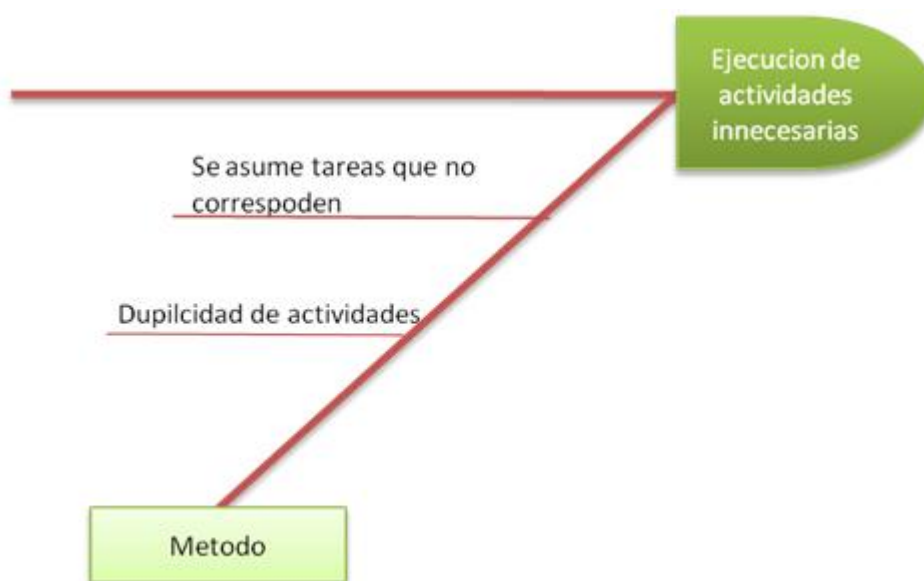 Ejecucion de
actividades
innecesarias
Se asume tareas que no
correspoden
Dupilcidad de actividades
Metodo